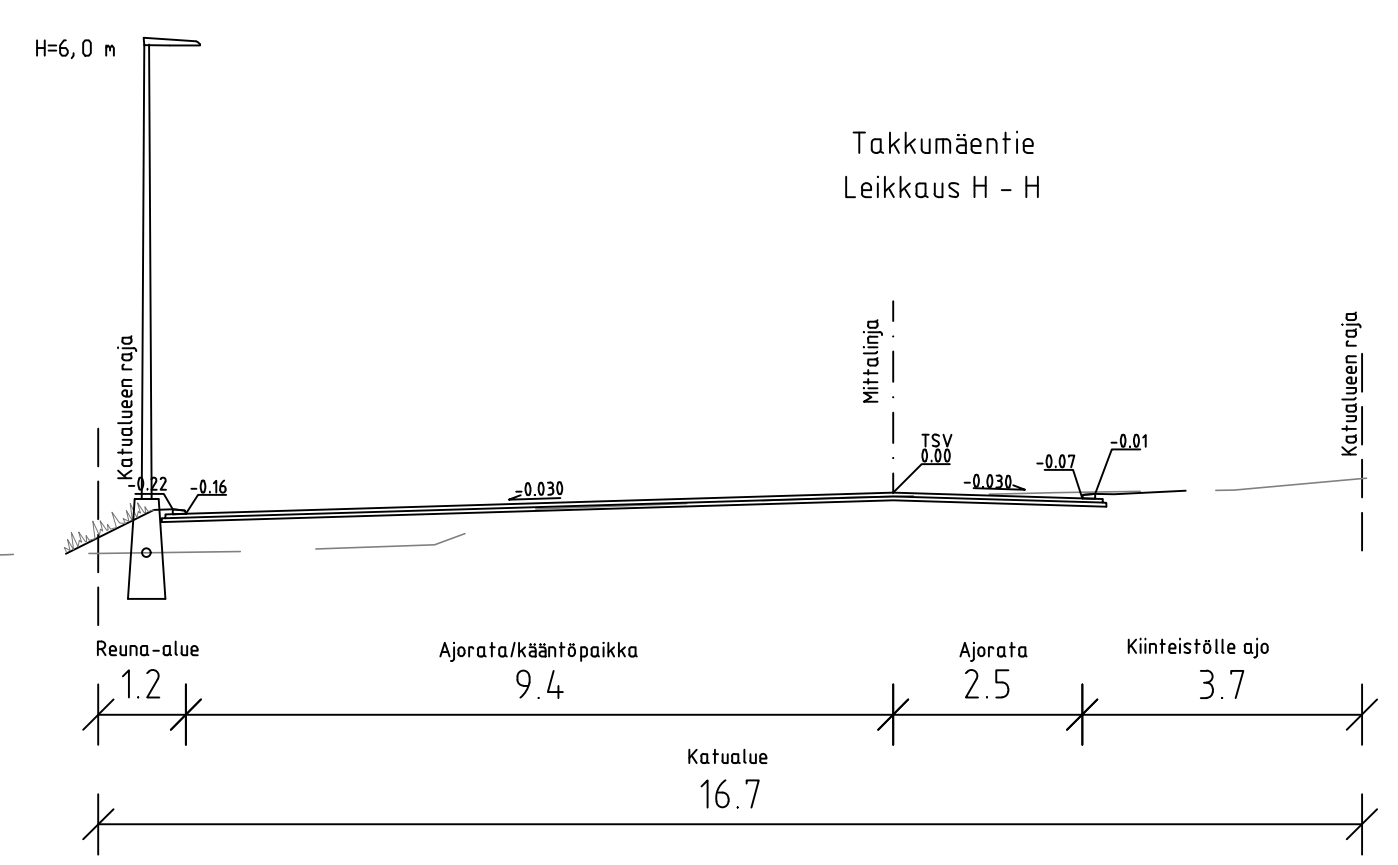 H=6,0 m
Takkumäentie
Leikkaus H - H
Katualueen raja
Mittalinja
Katualueen raja
TSV
0.00
-0.01
-0.07
-0.22
-0.16
-0.030
-0.030
Reuna-alue
Ajorata/kääntöpaikka
Ajorata
Kiinteistölle ajo
1.2
9.4
2.5
3.7
Katualue
16.7